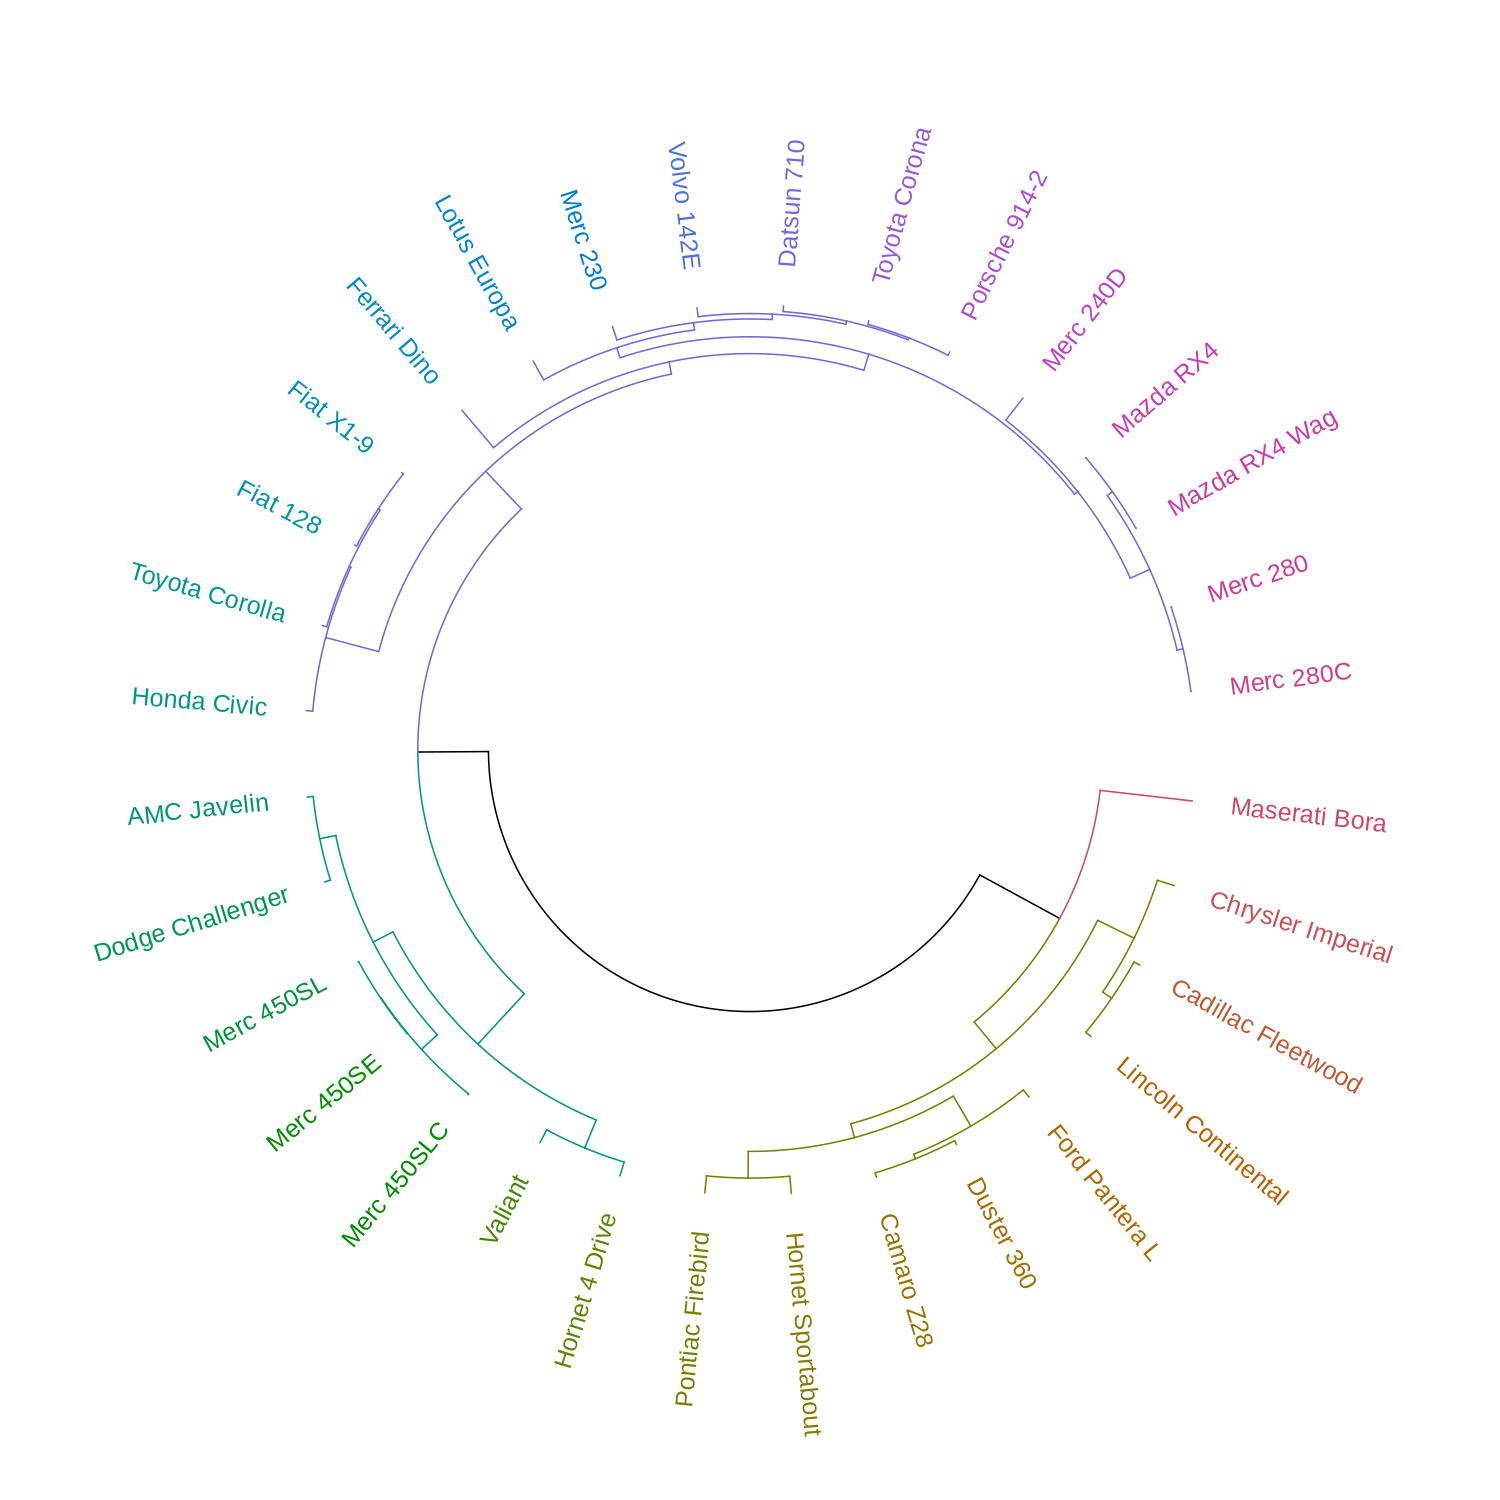 Volvo 142E
Datsun 710
Toyota Corona
Porsche 914-2
Merc 240D
Mazda RX4
Mazda RX4 Wag
Merc 280
Merc 280C
Maserati Bora
Chrysler Imperial
Cadillac Fleetwood
Lincoln Continental
Ford Pantera L
Duster 360
Camaro Z28
Hornet Sportabout
Pontiac Firebird
Hornet 4 Drive
Valiant
Merc 450SLC
Merc 450SE
Merc 450SL
Dodge Challenger
AMC Javelin
Honda Civic
Toyota Corolla
Fiat 128
Fiat X1-9
Ferrari Dino
Lotus Europa
Merc 230